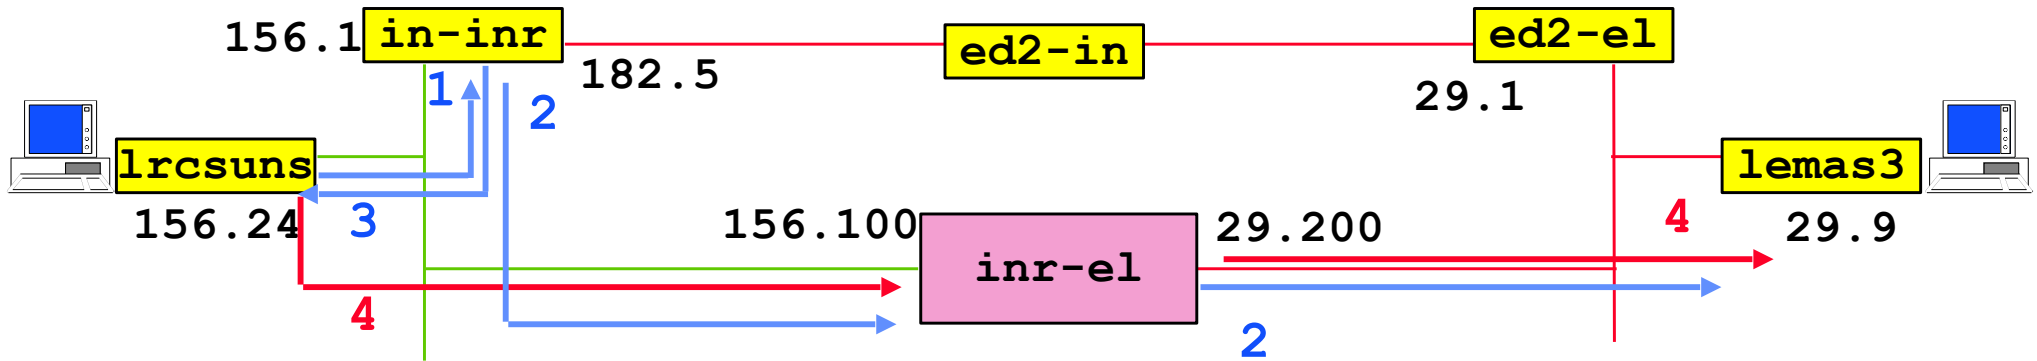 156.1
in-inr
ed2-in
ed2-el
182.5
29.1
1
2
lrcsuns
lemas3
156.24
3
156.100
29.200
4
29.9
inr-el
4
2